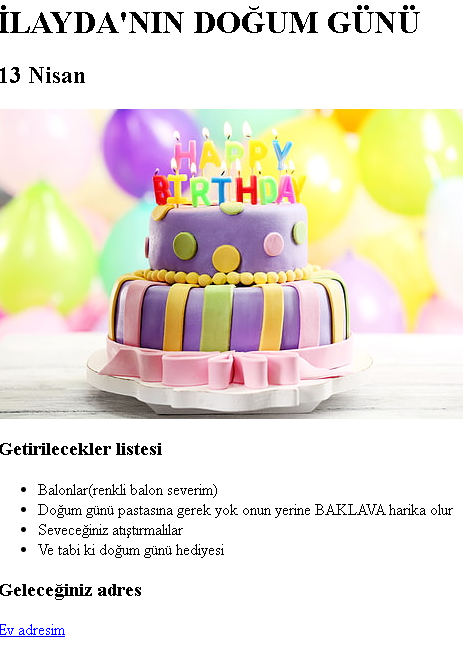 İLAYDA'NIN DOĞUM GÜNÜ
13 Nisan
HAPPY
BIRTHDAY
Getirilecekler listesi
Balonlar(renkli balon severim)
Doğum günü pastasına gerek yok onun yerine BAKLAVA harika olur
Seveceğiniz atıştırmalılar
Ve tabi ki doğum günü hediyesi
Geleceğiniz adres
Ev adresim